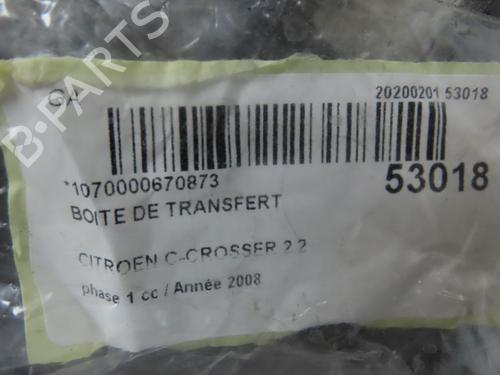 B-PARTS
20200201 53018
*1070000670873
53018
BOITE DE TRANSFERT
CITROEN C-CROSSER 2 2
phase 1 cc / Année 2008